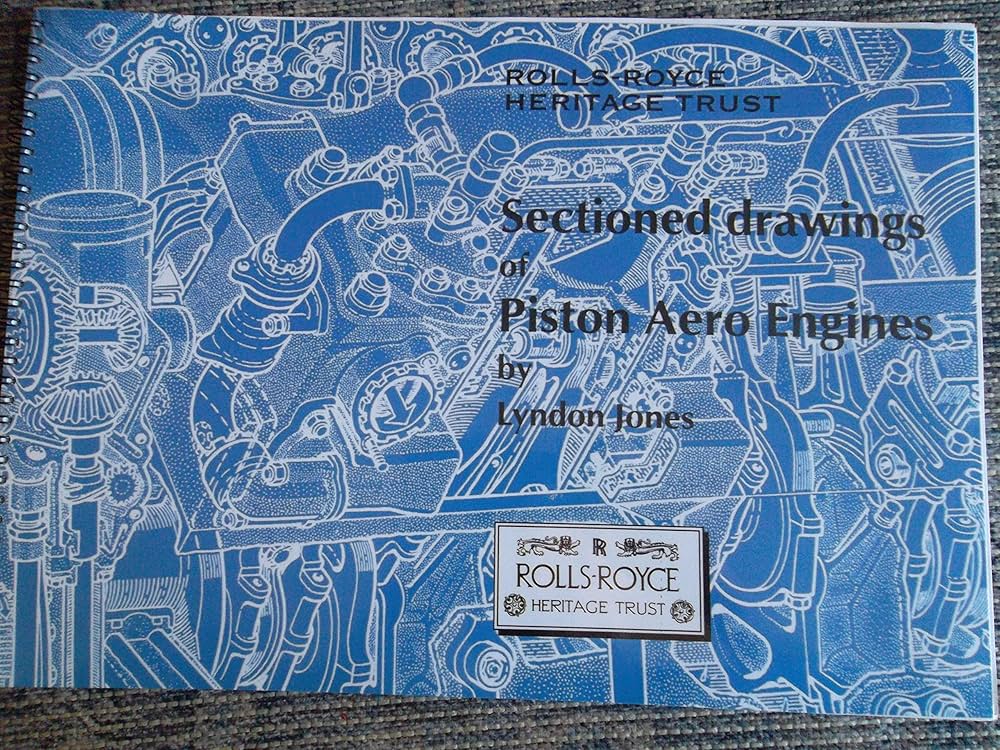 ROLLS-ROYCE
HERITAGE TRUST
Sectioned drawings
of
Piston Aero Engines
by
Lyndon Jones
R
ROLLS-ROYCE
HERITAGE TRUST